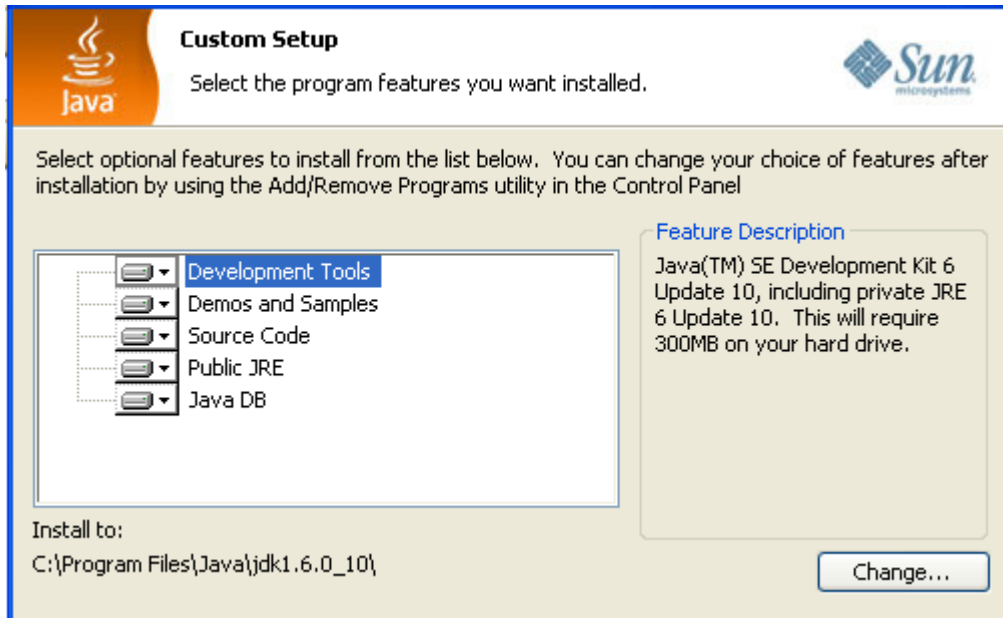 Java
Custom Setup
Select the program features you want installed.
Sun
microsystems
Select optional features to install from the list below. You can change your choice of features after
installation by using the Add/Remove Programs utility in the Control Panel
Development Tools
Demos and Samples
Source Code
Public JRE
Java DB
Feature Description
Java(TM) SE Development Kit 6
Update 10, including private JRE
6 Update 10. This will require
300MB on your hard drive.
Install to:
C:\Program Files\Java\jdk1.6.0_10\
Change...